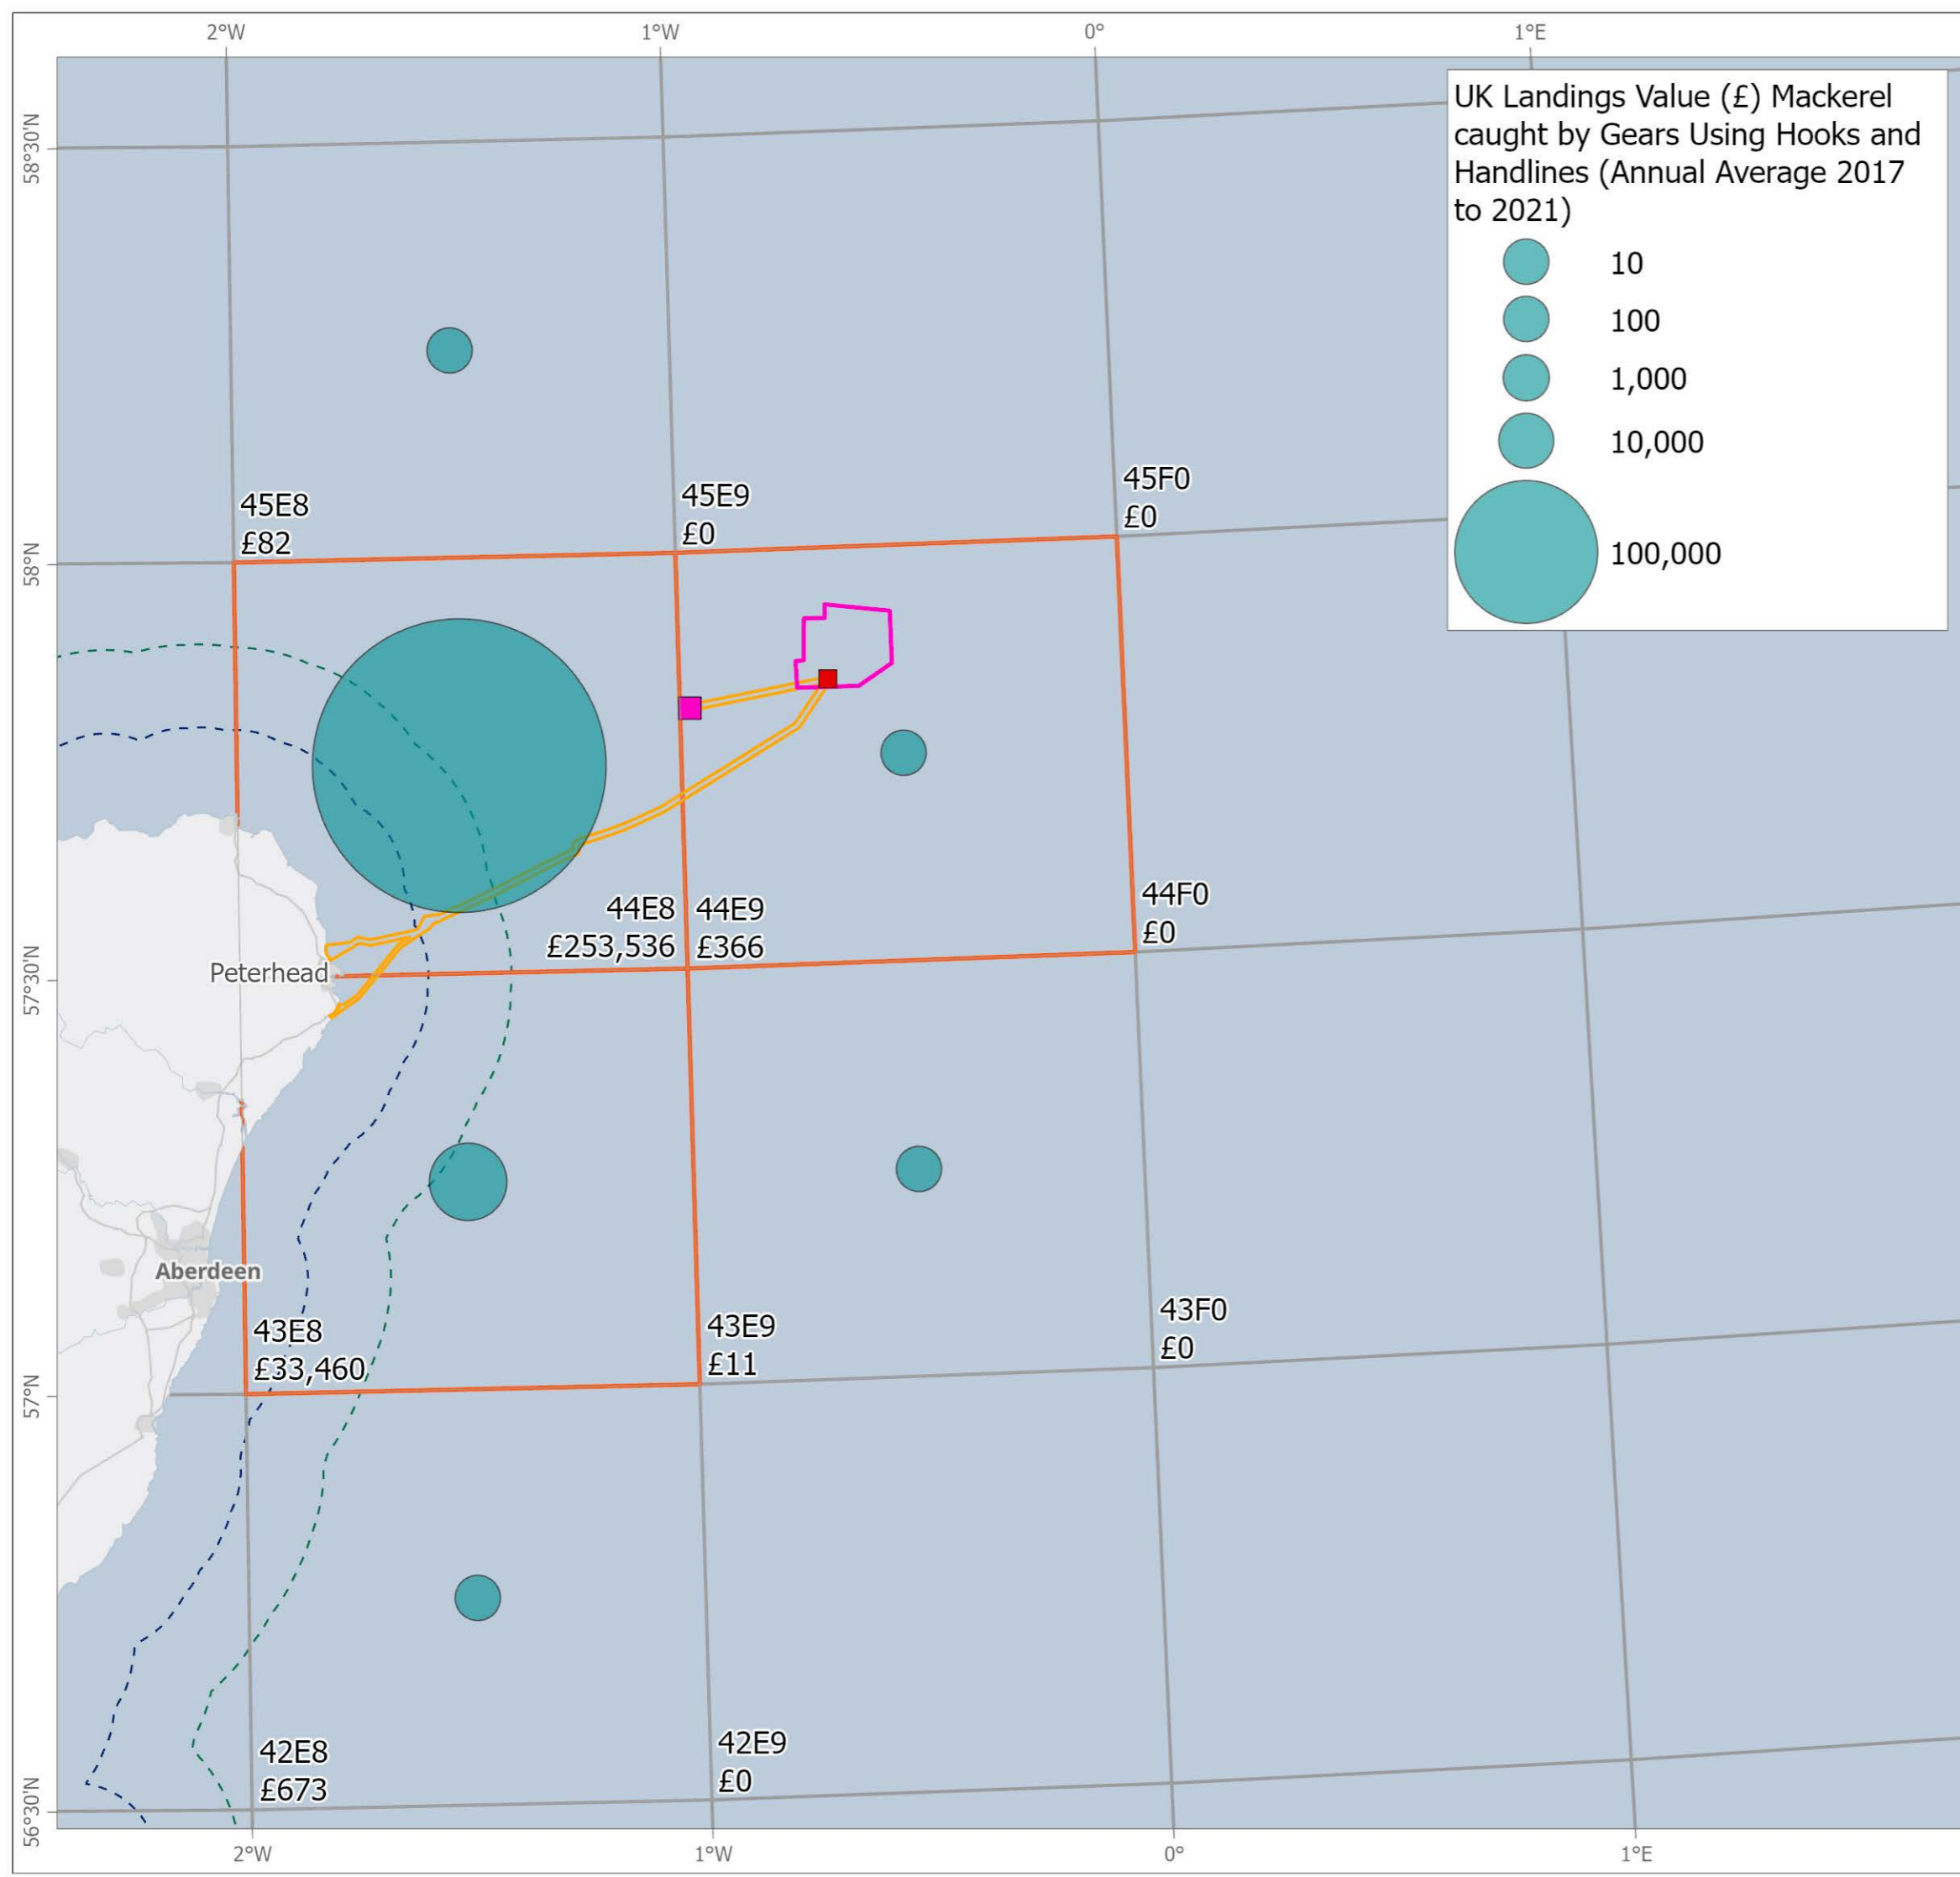 2°W
1°W
0°
1°E
UK Landings Value (£) Mackerel
caught by Gears Using Hooks and
Handlines (Annual Average 2017
to 2021)
10
100
1,000
10,000
100,000
58°30'N
58°N
57°30'N
57°N
56°30'N
45E8
£82
45E9
£0
45F0
£0
44E8
£253,536
44E9
£366
44F0
£0
Peterhead
Aberdeen
43E8
£33,460
43E9
£11
43F0
£0
42E8
£673
42E9
£0
2°W
1°W
0°
1°E